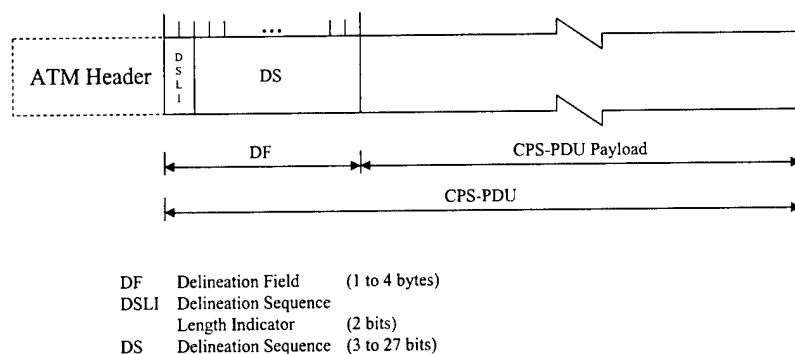 ATM Header
DSLI
DS
DF
CPS-PDU Payload
CPS-PDU
DF Delineation Field (1 to 4 bytes)
DSLI Delineation Sequence
Length Indicator (2 bits)
DS Delineation Sequence (3 to 27 bits)